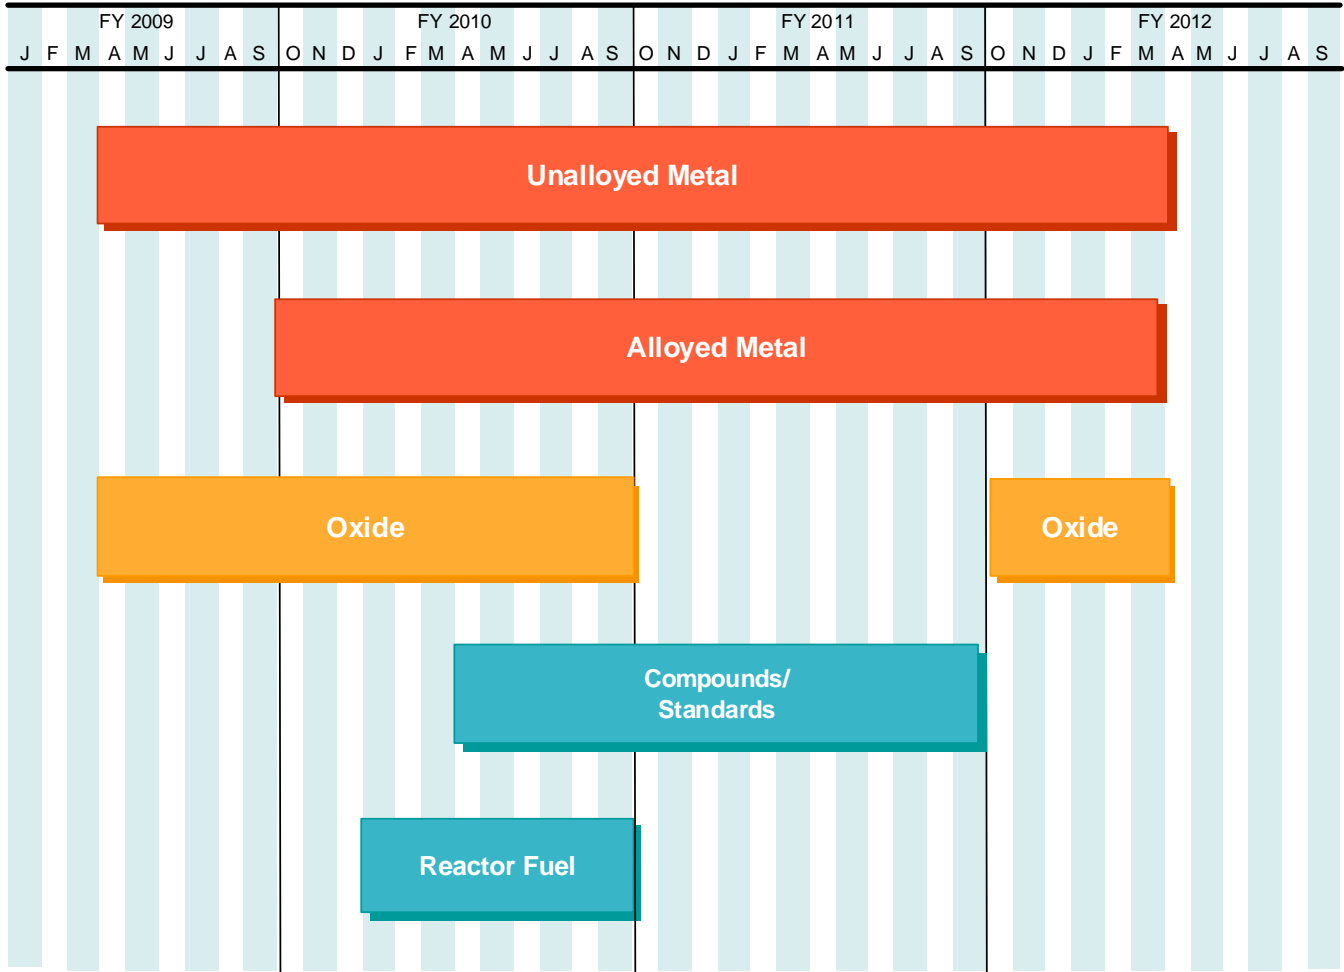 FY 2009 FY 2010 FY 2011 FY 2012
J F M A M J J A S O N D J F M A M J J A S O N D J F M A M J J A S O N D J F M A M J J A S
Unalloyed Metal
Alloyed Metal
Oxide Oxide
Compounds/
Standards
Reactor Fuel